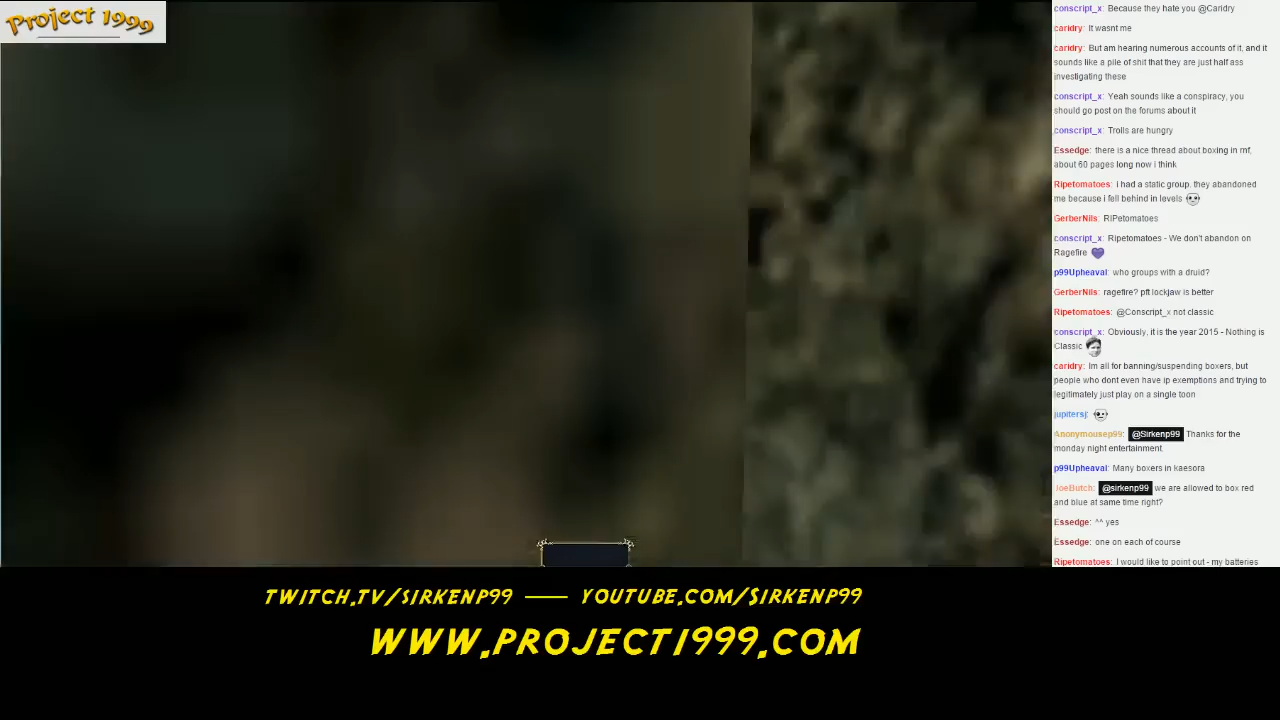 Project 1999
conscript_x: Because they hate you @Caridry
caridry: It wasnt me
caridry: But am hearing numerous accounts of it, and it
sounds like a pile of shit that they are just half ass
investigating these
conscript_x: Yeah sounds like a conspiracy, you
should go post on the forums about it
conscript_x: Trolls are hungry
Essedge: there is a nice thread about boxing in rnf,
about 60 pages long now i think
Ripetomatoes: i had a static group. they abandoned
me because i fell behind in levels
GerberNils: RIPetomatoes
conscript_x: Ripetomatoes - We don't abandon on
Ragefire
p99Upheaval: who groups with a druid?
GerberNils: ragefire? pft lockjaw is better
Ripetomatoes: @Conscript_x not classic
conscript_x: Obviously, it is the year 2015 - Nothing is
Classic
caridry: Im all for banning/suspending boxers, but
people who dont even have ip exemptions and trying to
legitimately just play on a single toon
jupitersj:
Anonymousep99: @Sirkenp99 Thanks for the
monday night entertainment.
p99Upheaval: Many boxers in kaesora
JoeButch: @sirkenp99 we are allowed to box red
and blue at same time right?
Essedge: ^^ yes
Essedge: one on each of course
Ripetomatoes: I would like to point out - my batteries
TWITCH.TV/SIRKENP99 —— YOUTUBE.COM/SIRKENP99
WWW.PROJECT1999.COM